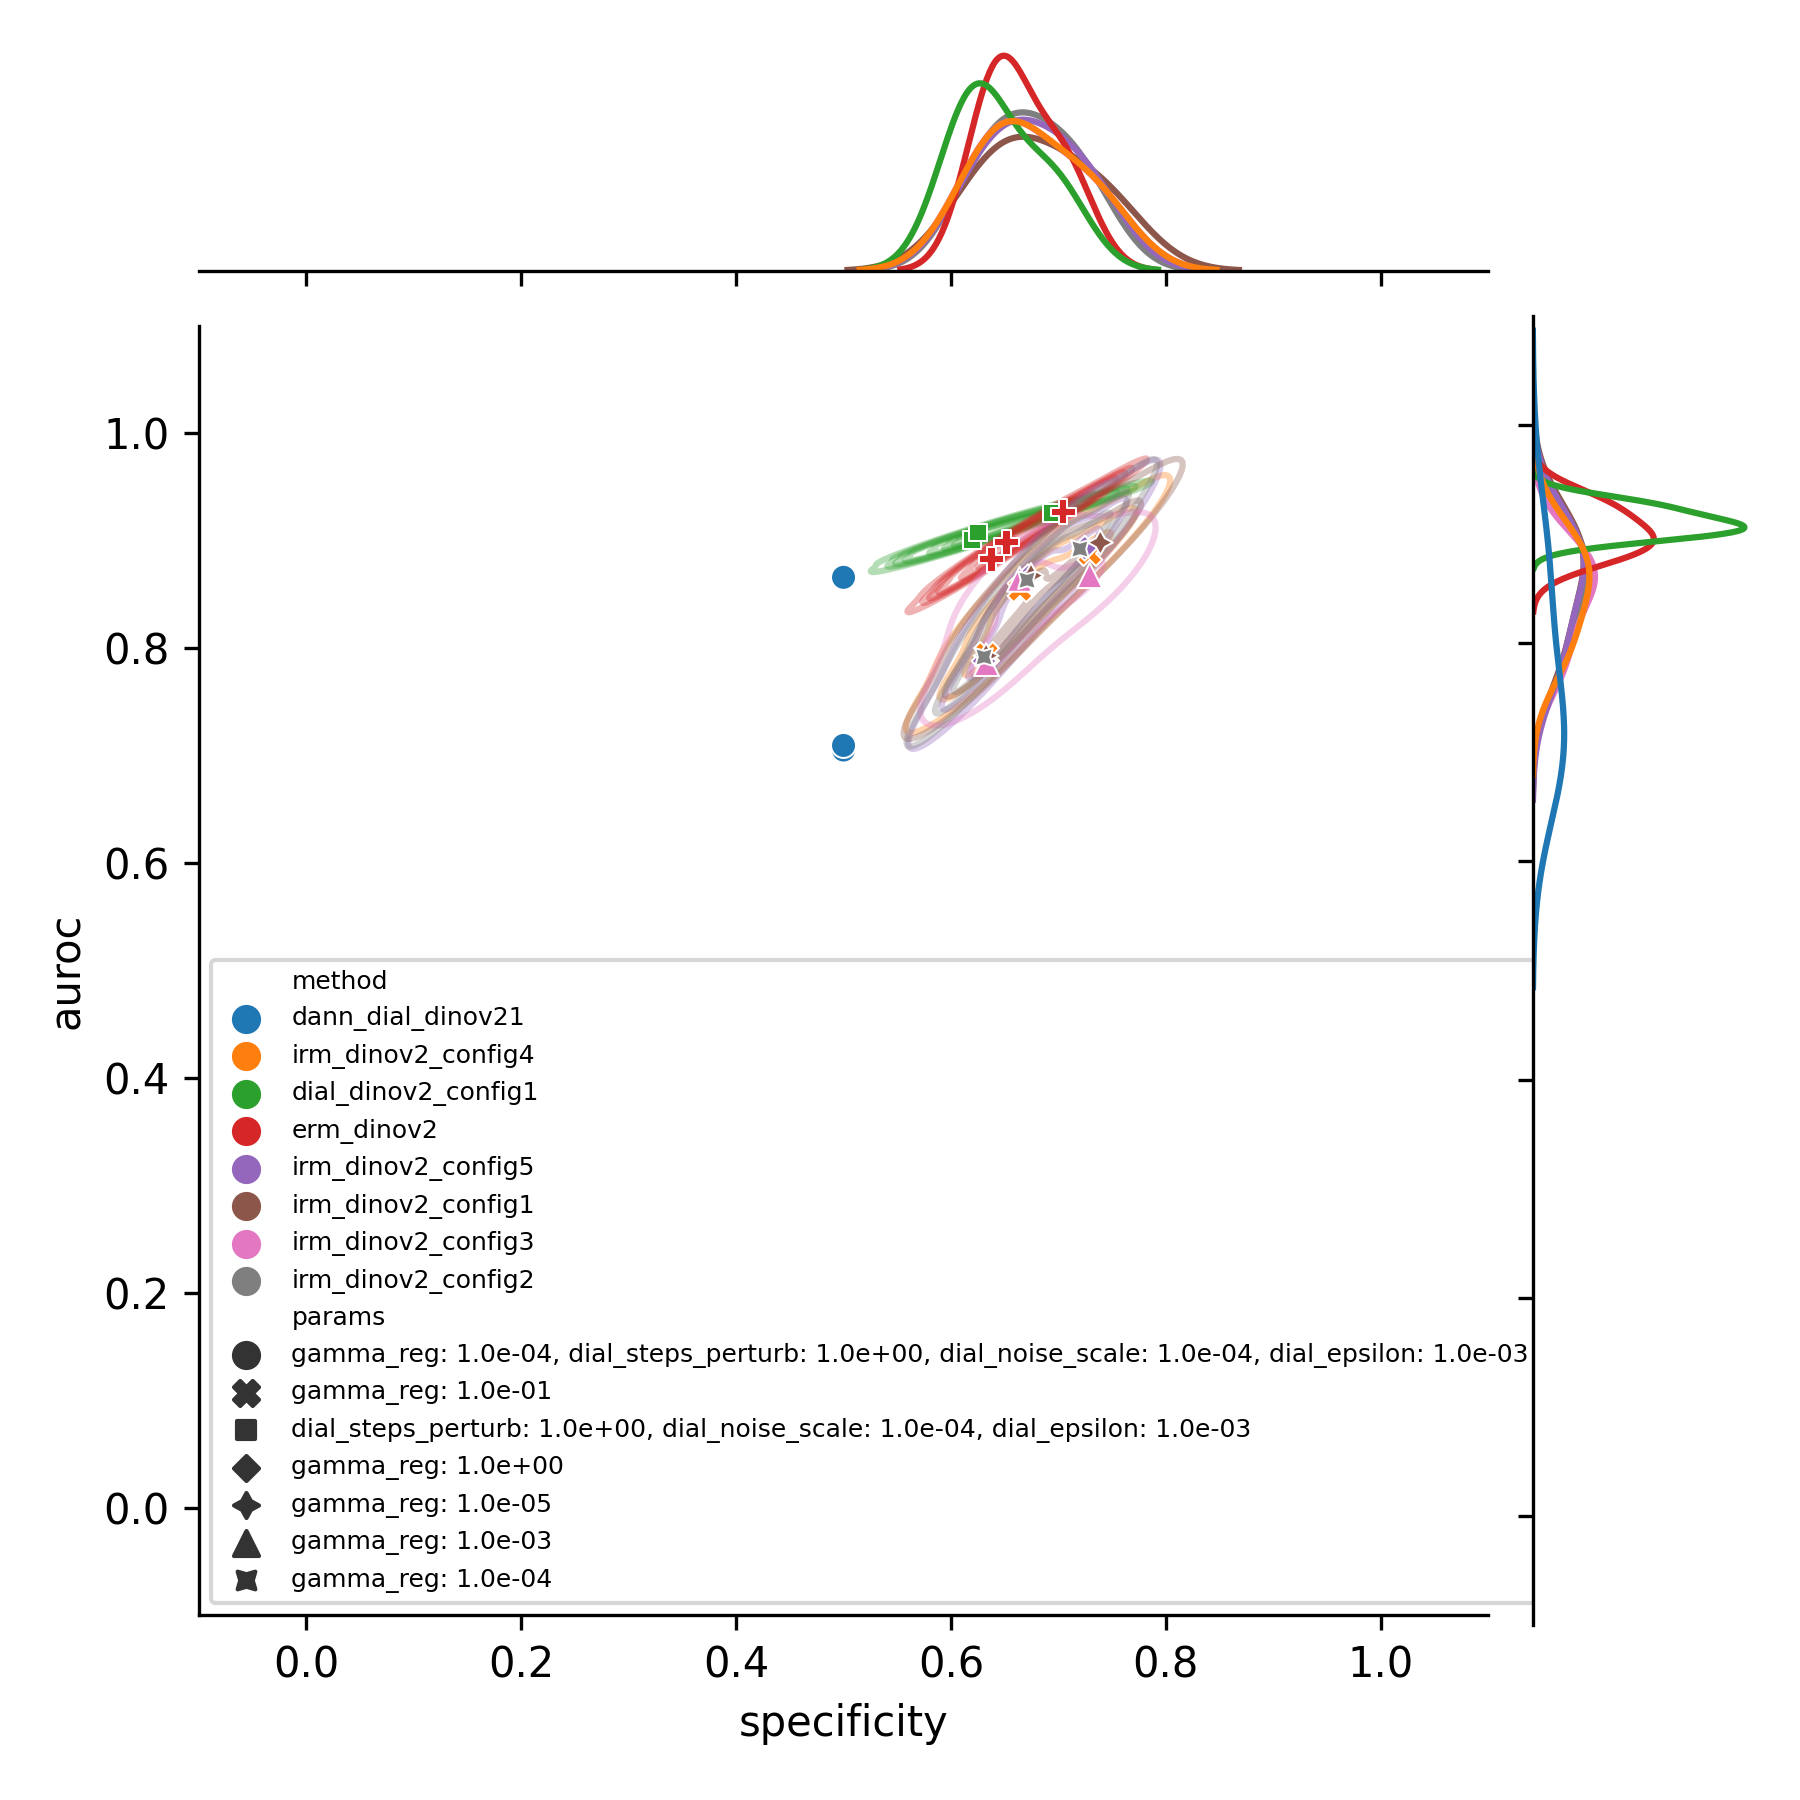 1.0
0.8
0.6
0.4
0.2
0.0
auroc
method
dann_dial_dinov21
irm_dinov2_config4
dial_dinov2_config1
erm_dinov2
irm_dinov2_config5
irm_dinov2_config1
irm_dinov2_config3
irm_dinov2_config2
params
gamma_reg: 1.0e-04, dial_steps_perturb: 1.0e+00, dial_noise_scale: 1.0e-04, dial_epsilon: 1.0e-03
gamma_reg: 1.0e-01
dial_steps_perturb: 1.0e+00, dial_noise_scale: 1.0e-04, dial_epsilon: 1.0e-03
gamma_reg: 1.0e+00
gamma_reg: 1.0e-05
gamma_reg: 1.0e-03
gamma_reg: 1.0e-04
0.0 0.2 0.4 0.6 0.8 1.0
specificity